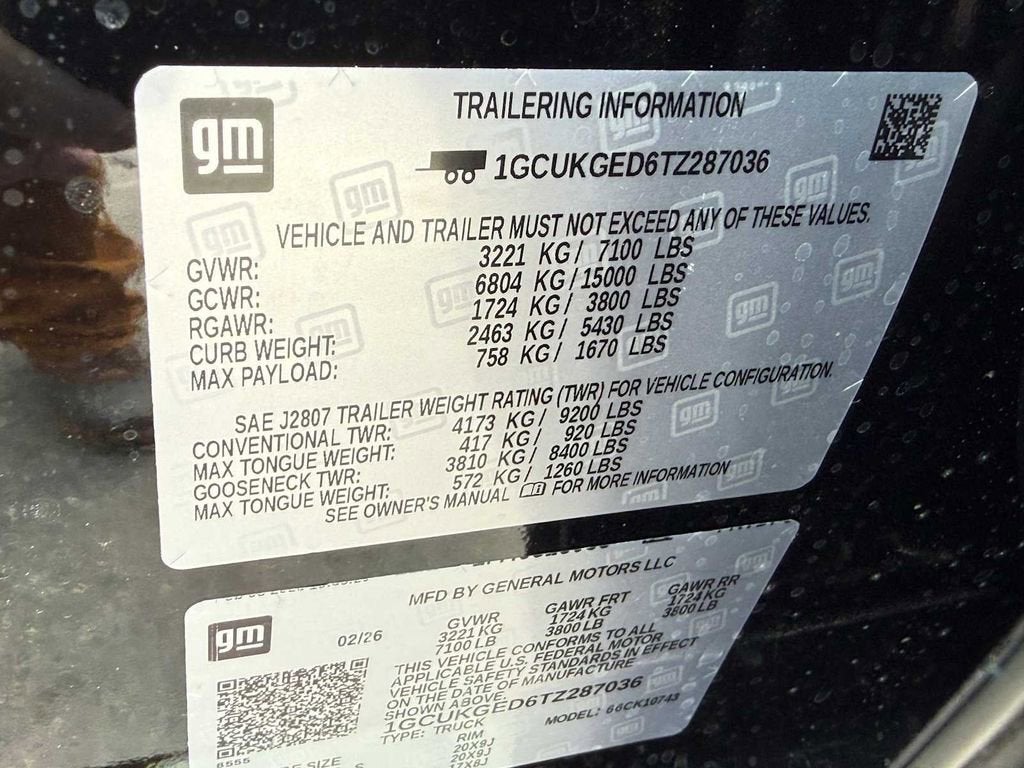 gm
TRAILERING INFORMATION
1GCUKGED6TZ287036
VEHICLE AND TRAILER MUST NOT EXCEED ANY OF THESE VALUES.
GVWR: 3221 KG/ 7100 LBS
GCWR: 6804 KG/ 15000 LBS
RGAWR: 1724 KG/ 3800 LBS
CURB WEIGHT: 2463 KG/ 5430 LBS
MAX PAYLOAD: 758 KG/ 1670 LBS
SAE J2807 TRAILER WEIGHT RATING (TWR) FOR VEHICLE CONFIGURATION.
CONVENTIONAL TWR: 4173 KG/ 9200 LBS
MAX TONGUE WEIGHT: 417 KG/ 920 LBS
GOOSENECK TWR: 3810 KG/ 8400 LBS
MAX TONGUE WEIGHT: 572 KG/ 1260 LBS
SEE OWNER'S MANUAL FOR MORE INFORMATION
MFD BY GENERAL MOTORS LLC
gm
02/26
GVWR GAWR FRT GAWR RR
3221 KG 1724 KG 1724 KG
7100 LB 3800 LB 3800 LB
THIS VEHICLE CONFORMS TO ALL
APPLICABLE U.S. FEDERAL MOTOR
VEHICLE SAFETY STANDARDS IN EFFECT
ON THE DATE OF MANUFACTURE
SHOWN ABOVE.
1GCUKGED6TZ287036
TYPE: TRUCK MODEL: 66CK10743
8555
SIZE RIM
20X9J
20X9J
17X8J